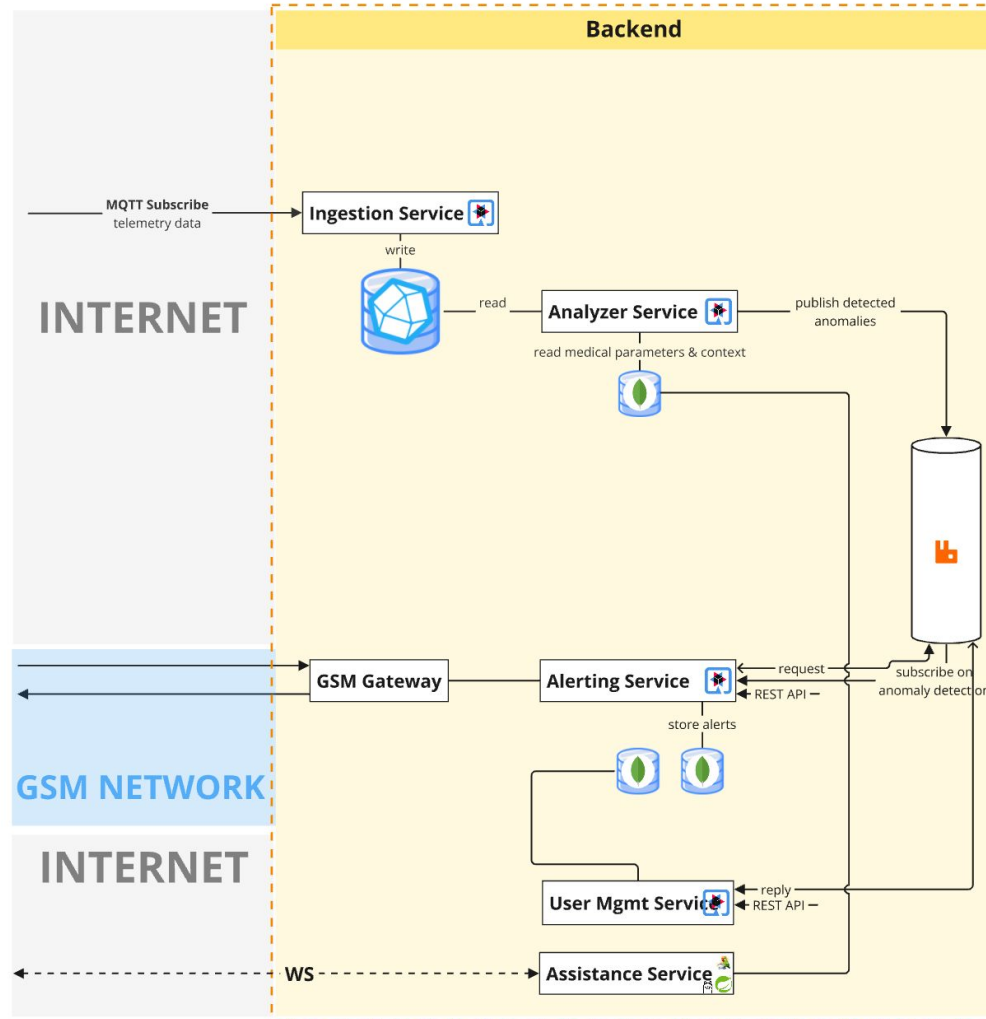 Backend
MQTT Subscribe
telemetry data
Ingestion Service
write
INTERNET
read
Analyzer Service
publish detected
anomalies
read medical parameters & context
GSM Gateway
Alerting Service
request
subscribe on
anomaly detection
REST API
store alerts
GSM NETWORK
INTERNET
User Mgmt Service
reply
REST API
WS
Assistance Service